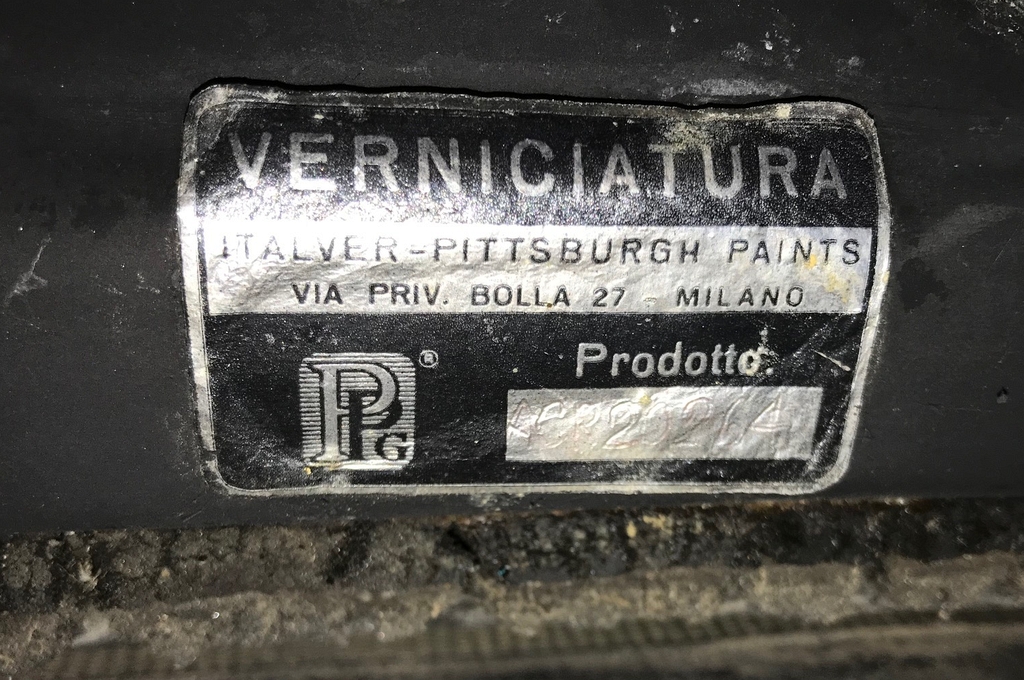 VERNICIATURA
ITALVER-PITTSBURGH PAINTS
VIA PRIV. BOLLA 27 - MILANO
PPG ®
Prodotto: